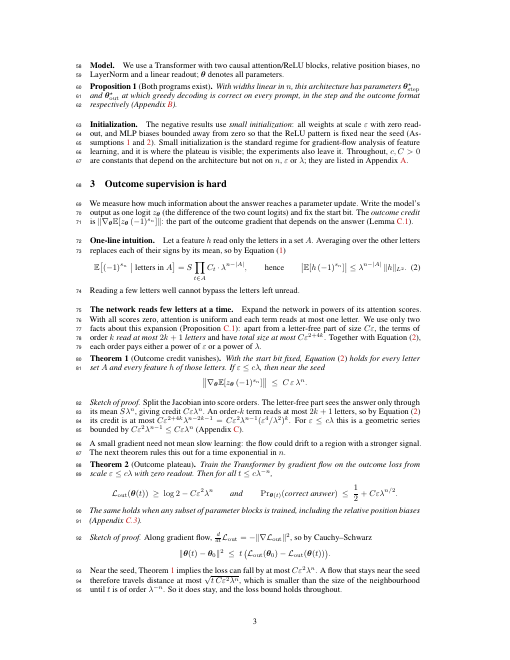 58 Model. We use a Transformer with two causal attention/ReLU blocks, relative position biases, no
59 LayerNorm and a linear readout; θ denotes all parameters.
60 Proposition 1 (Both programs exist). With widths linear in n, this architecture has parameters θ*_step
61 and θ*_out at which greedy decoding is correct on every prompt, in the step and the outcome format
62 respectively (Appendix B).
63 Initialization. The negative results use small initialization: all weights at scale ε with zero read-
64 out, and MLP biases bounded away from zero so that the ReLU pattern is fixed near the seed (As-
65 sumptions 1 and 2). Small initialization is the standard regime for gradient-flow analysis of feature
66 learning, and it is where the plateau is visible; the experiments also leave it. Throughout, c, C > 0
67 are constants that depend on the architecture but not on n, ε or λ; they are listed in Appendix A.
68 3 Outcome supervision is hard
69 We measure how much information about the answer reaches a parameter update. Write the model's
70 output as one logit z_θ (the difference of the two count logits) and fix the start bit. The outcome credit
71 is ‖∇_θ E[z_θ (−1)^{s_n}]‖: the part of the outcome gradient that depends on the answer (Lemma C.1).
72 One-line intuition. Let a feature h read only the letters in a set A. Averaging over the other letters
73 replaces each of their signs by its mean, so by Equation (1)
E[(−1)^{s_n} | letters in A] = S ∏_{t∈A} C_t · λ^{n−|A|}, hence |E[h (−1)^{s_n}]| ≤ λ^{n−|A|} ‖h‖_{L²}. (2)
74 Reading a few letters well cannot bypass the letters left unread.
75 The network reads few letters at a time. Expand the network in powers of its attention scores.
76 With all scores zero, attention is uniform and each term reads at most one letter. We use only two
77 facts about this expansion (Proposition C.1): apart from a letter-free part of size Cε, the terms of
78 order k read at most 2k + 1 letters and have total size at most Cε^{2+4k}. Together with Equation (2),
79 each order pays either a power of ε or a power of λ.
80 Theorem 1 (Outcome credit vanishes). With the start bit fixed, Equation (2) holds for every letter
81 set A and every feature h of those letters. If ε ≤ cλ, then near the seed
‖∇_θ E[z_θ (−1)^{s_n}]‖ ≤ C ε λ^n.
82 Sketch of proof. Split the Jacobian into score orders. The letter-free part sees the answer only through
83 its mean Sλ^n, giving credit Cελ^n. An order-k term reads at most 2k + 1 letters, so by Equation (2)
84 its credit is at most Cε^{2+4k} λ^{n−2k−1} = Cε²λ^{n−1}(ε⁴/λ²)^k. For ε ≤ cλ this is a geometric series
85 bounded by Cε²λ^{n−1} ≤ Cελ^n (Appendix C).
86 A small gradient need not mean slow learning: the flow could drift to a region with a stronger signal.
87 The next theorem rules this out for a time exponential in n.
88 Theorem 2 (Outcome plateau). Train the Transformer by gradient flow on the outcome loss from
89 scale ε ≤ cλ with zero readout. Then for all t ≤ cλ^{−n},
L_out(θ(t)) ≥ log 2 − Cε²λ^n and Pr_{θ(t)}(correct answer) ≤ 1/2 + Cελ^{n/2}.
90 The same holds when any subset of parameter blocks is trained, including the relative position biases
91 (Appendix C.3).
92 Sketch of proof. Along gradient flow, d/dt L_out = −‖∇L_out‖², so by Cauchy–Schwarz
‖θ(t) − θ_0‖² ≤ t (L_out(θ_0) − L_out(θ(t))).
93 Near the seed, Theorem 1 implies the loss can fall by at most Cε²λ^n. A flow that stays near the seed
94 therefore travels distance at most √(t Cε²λ^n), which is smaller than the size of the neighbourhood
95 until t is of order λ^{−n}. So it does stay, and the loss bound holds throughout.
3